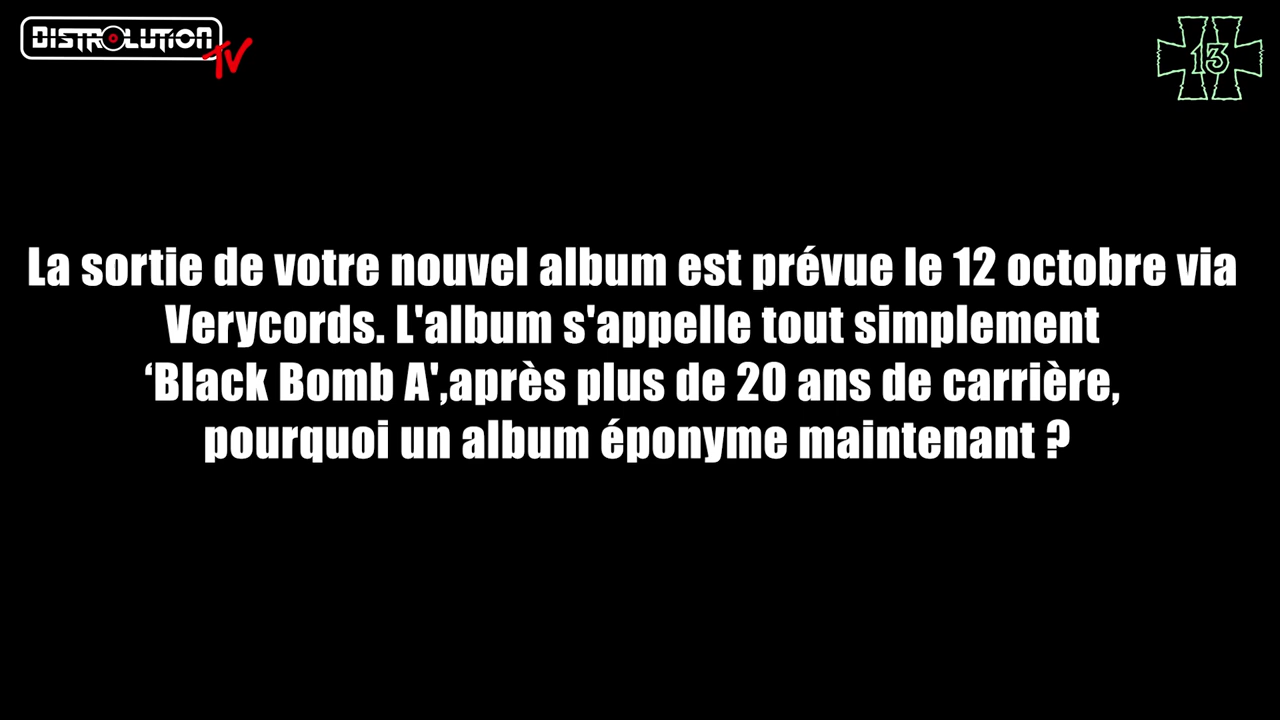 DISTROLUTION
TV
13
La sortie de votre nouvel album est prévue le 12 octobre via
Verycords. L'album s'appelle tout simplement
‘Black Bomb A',après plus de 20 ans de carrière,
pourquoi un album éponyme maintenant ?